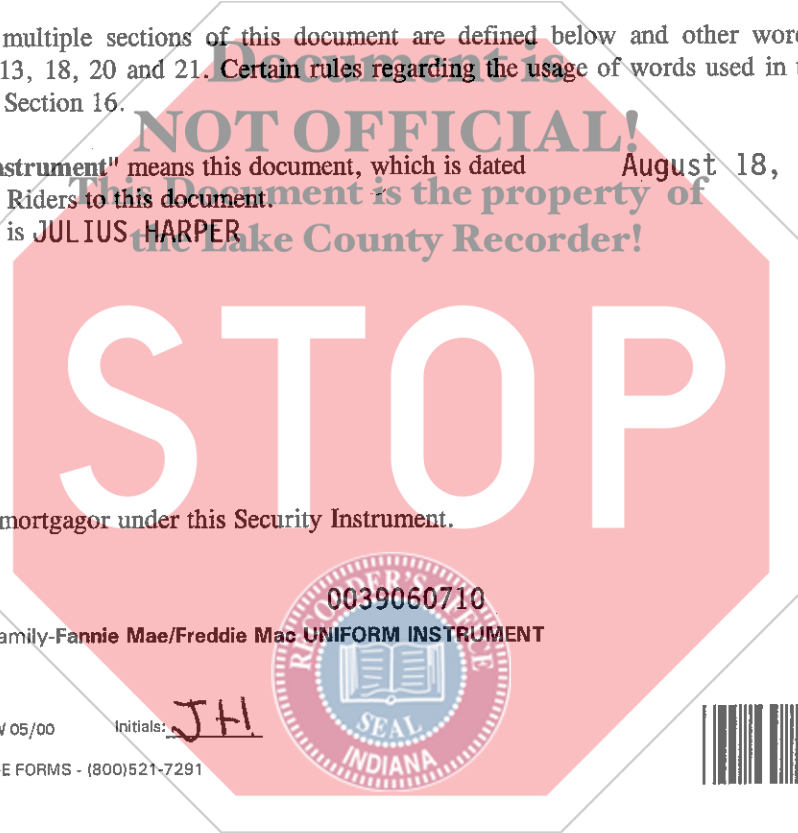 multiple sections of this document are defined below and other word
Document is
13, 18, 20 and 21. Certain rules regarding the usage of words used in t
Section 16.
NOT OFFICIAL!
nstrument" means this document, which is dated August 18,
This Document is the property of
Riders to this document.
is JULIUS HARPER
the Lake County Recorder!
STOP
mortgagor under this Security Instrument.
0039060710
RECORDER'S OFFICE
amily-Fannie Mae/Freddie Mac UNIFORM INSTRUMENT
SEAL
INDIANA
V 05/00 Initials: JH
E FORMS - (800)521-7291